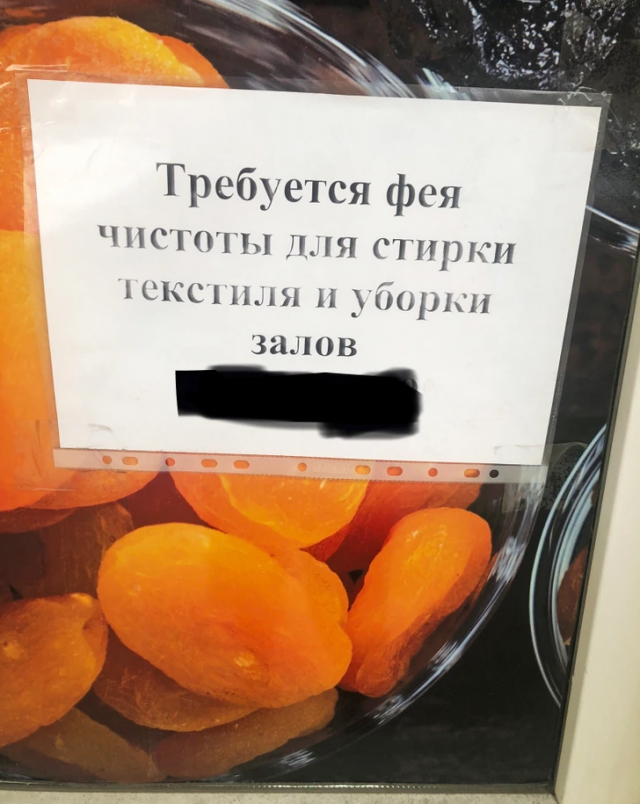 Требуется фея
чистоты для стирки
текстиля и уборки
залов